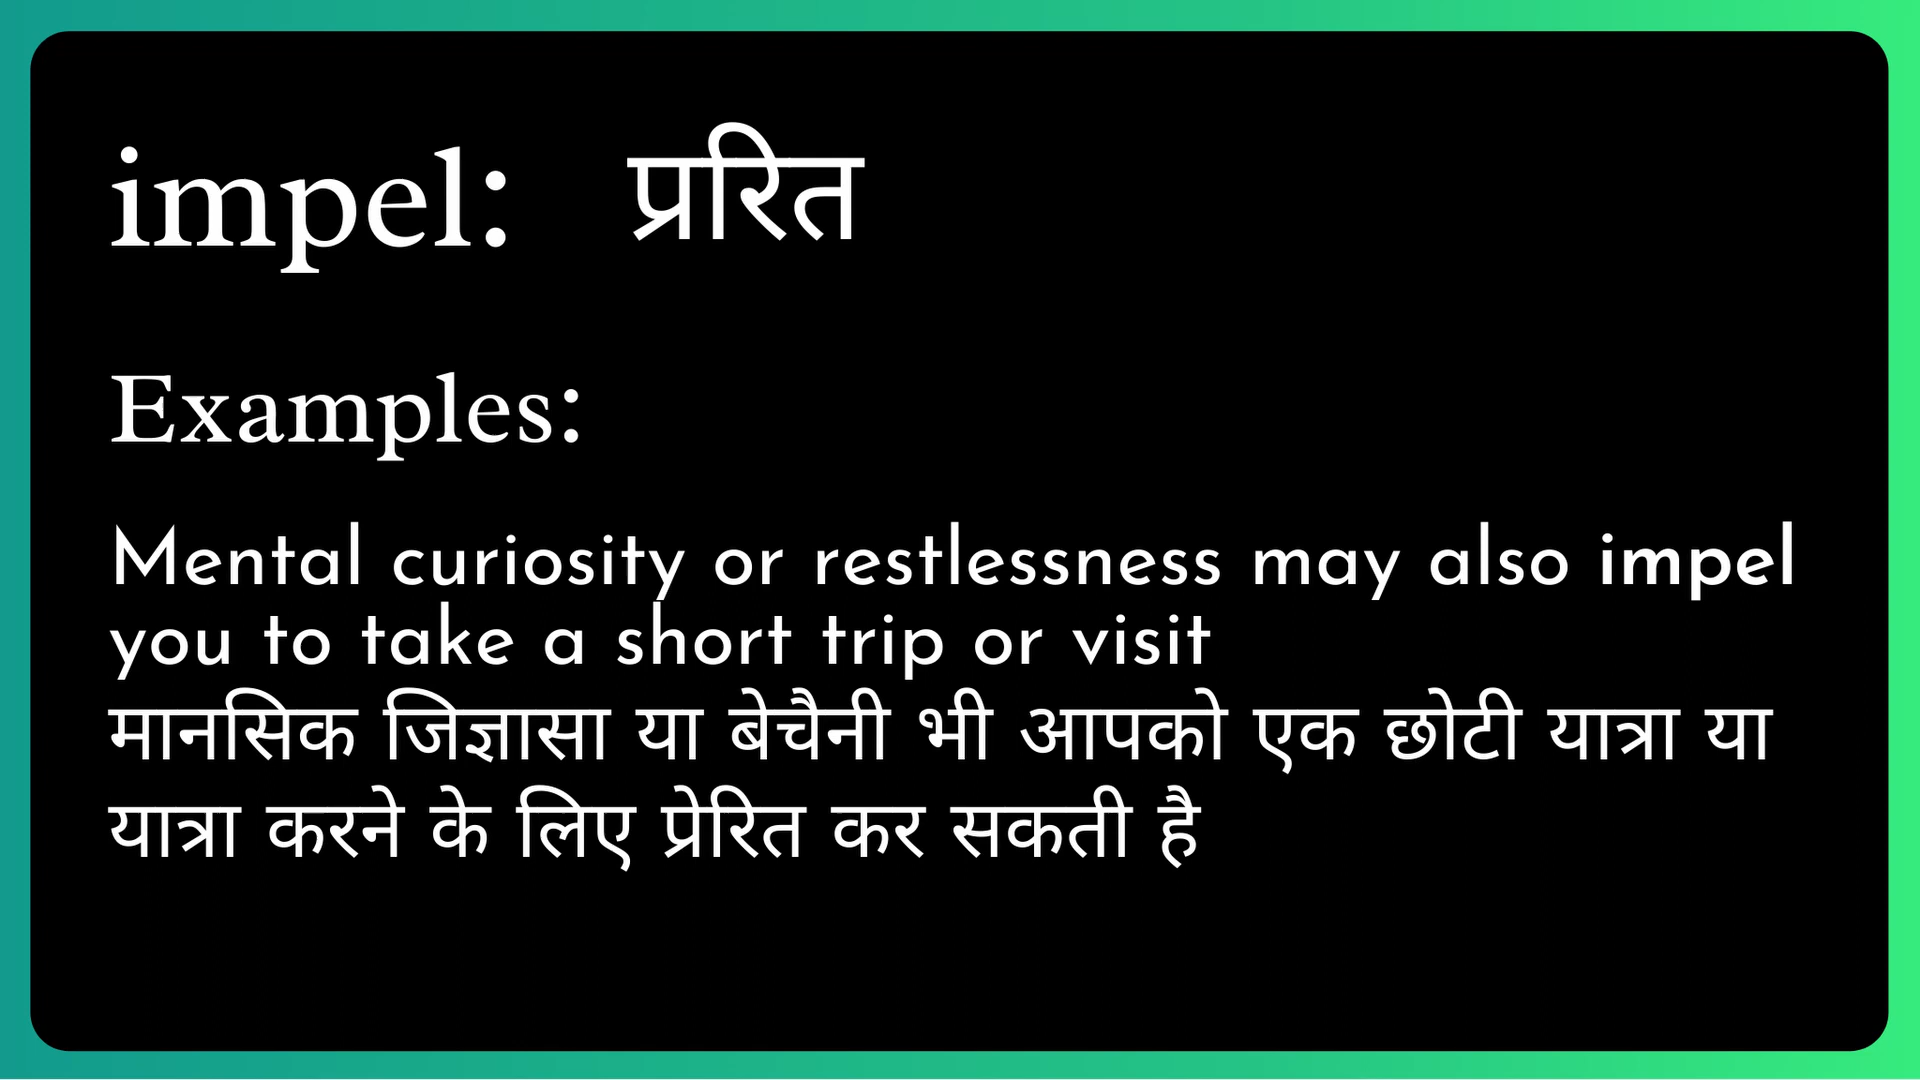 impel: प्ररित
Examples:
Mental curiosity or restlessness may also impel
you to take a short trip or visit
मानसिक जिज्ञासा या बेचैनी भी आपको एक छोटी यात्रा या
यात्रा करने के लिए प्रेरित कर सकती है